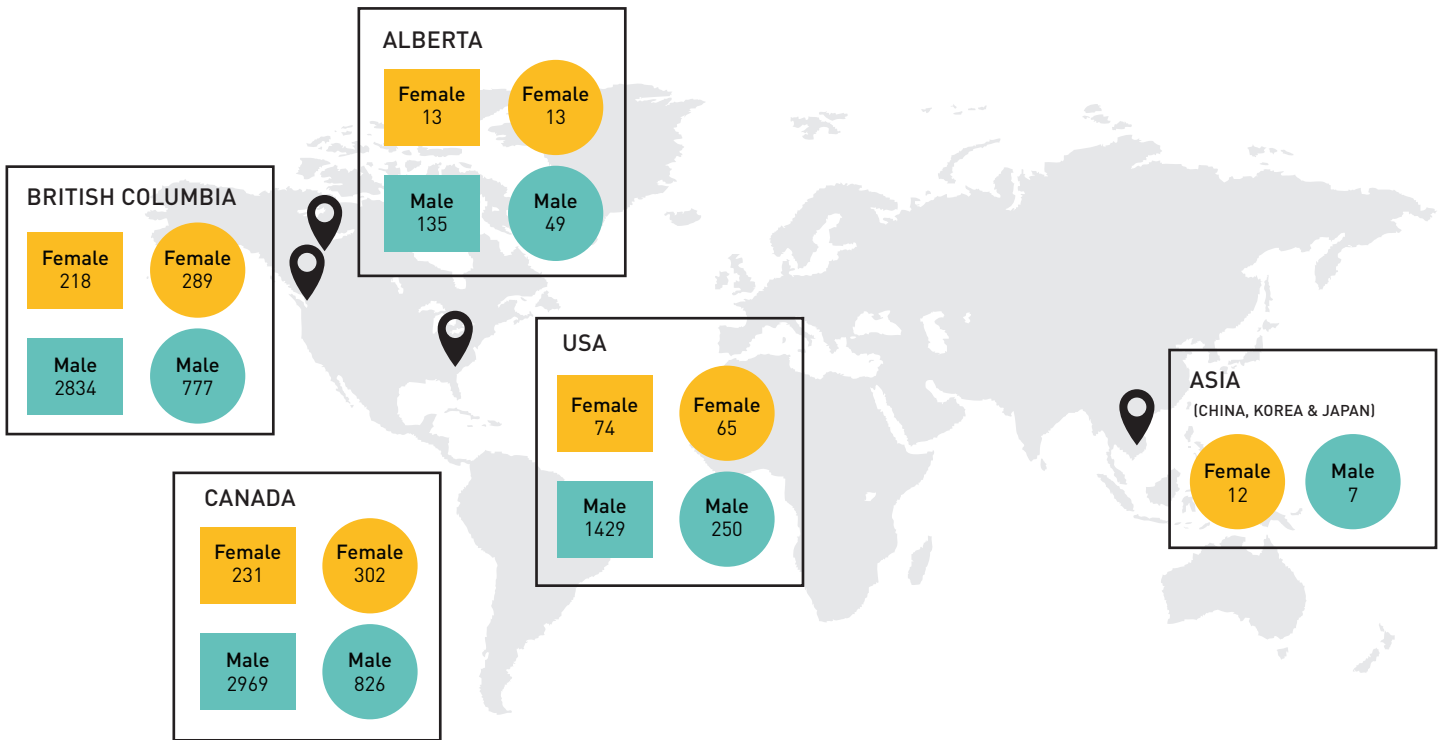 ALBERTA
Female
13
Female
13
Male
135
Male
49
BRITISH COLUMBIA
Female
218
Female
289
Male
2834
Male
777
USA
Female
74
Female
65
Male
1429
Male
250
ASIA
(CHINA, KOREA & JAPAN)
Female
12
Male
7
CANADA
Female
231
Female
302
Male
2969
Male
826